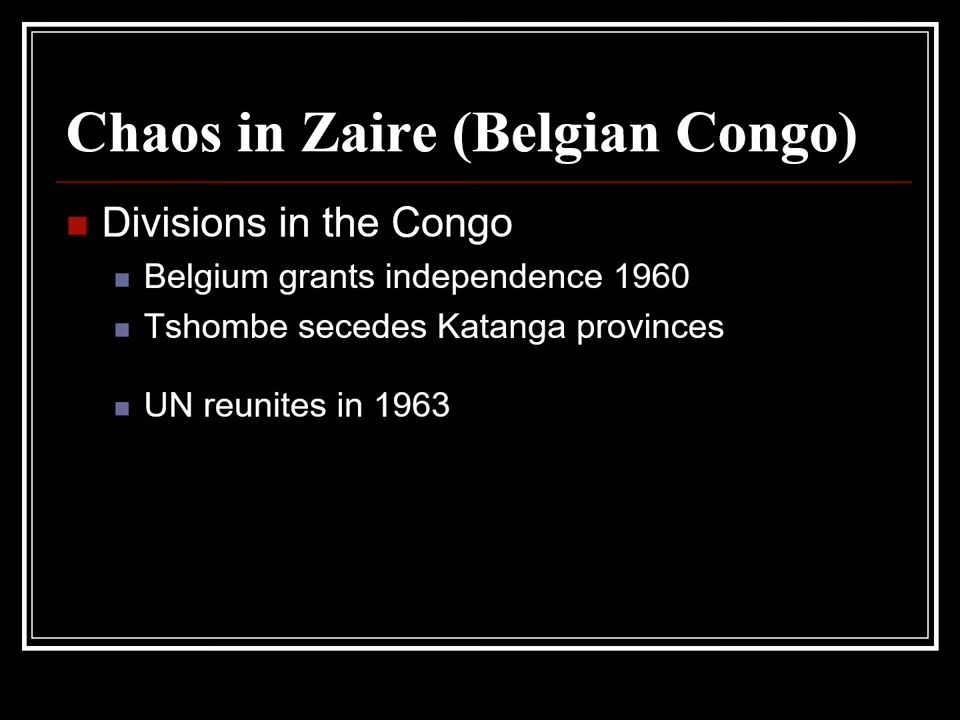 Chaos in Zaire (Belgian Congo)
Divisions in the Congo
Belgium grants independence 1960
Tshombe secedes Katanga provinces
UN reunites in 1963